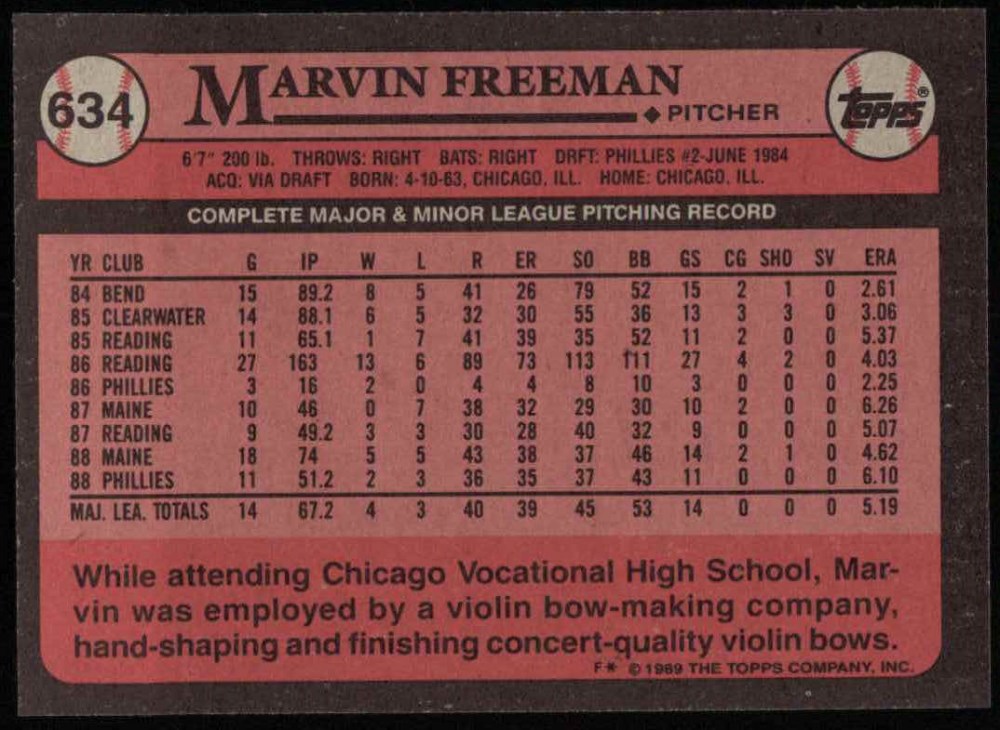 634 MARVIN FREEMAN TOPPS®
◆ PITCHER
6'7" 200 lb. THROWS: RIGHT BATS: RIGHT DRFT: PHILLIES #2-JUNE 1984
ACQ: VIA DRAFT BORN: 4-10-63, CHICAGO, ILL. HOME: CHICAGO, ILL.
COMPLETE MAJOR & MINOR LEAGUE PITCHING RECORD
YR CLUB G IP W L R ER SO BB GS CG SHO SV ERA
84 BEND 15 89.2 8 5 41 26 79 52 15 2 1 0 2.61
85 CLEARWATER 14 88.1 6 5 32 30 55 36 13 3 3 0 3.06
85 READING 11 65.1 1 7 41 39 35 52 11 2 0 0 5.37
86 READING 27 163 13 6 89 73 113 111 27 4 2 0 4.03
86 PHILLIES 3 16 2 0 4 4 8 10 3 0 0 0 2.25
87 MAINE 10 46 0 7 38 32 29 30 10 2 0 0 6.26
87 READING 9 49.2 3 3 30 28 40 32 9 0 0 0 5.07
88 MAINE 18 74 5 5 43 38 37 46 14 2 1 0 4.62
88 PHILLIES 11 51.2 2 3 36 35 37 43 11 0 0 0 6.10
MAJ. LEA. TOTALS 14 67.2 4 3 40 39 45 53 14 0 0 0 5.19
While attending Chicago Vocational High School, Mar-
vin was employed by a violin bow-making company,
hand-shaping and finishing concert-quality violin bows.
F* © 1989 THE TOPPS COMPANY, INC.